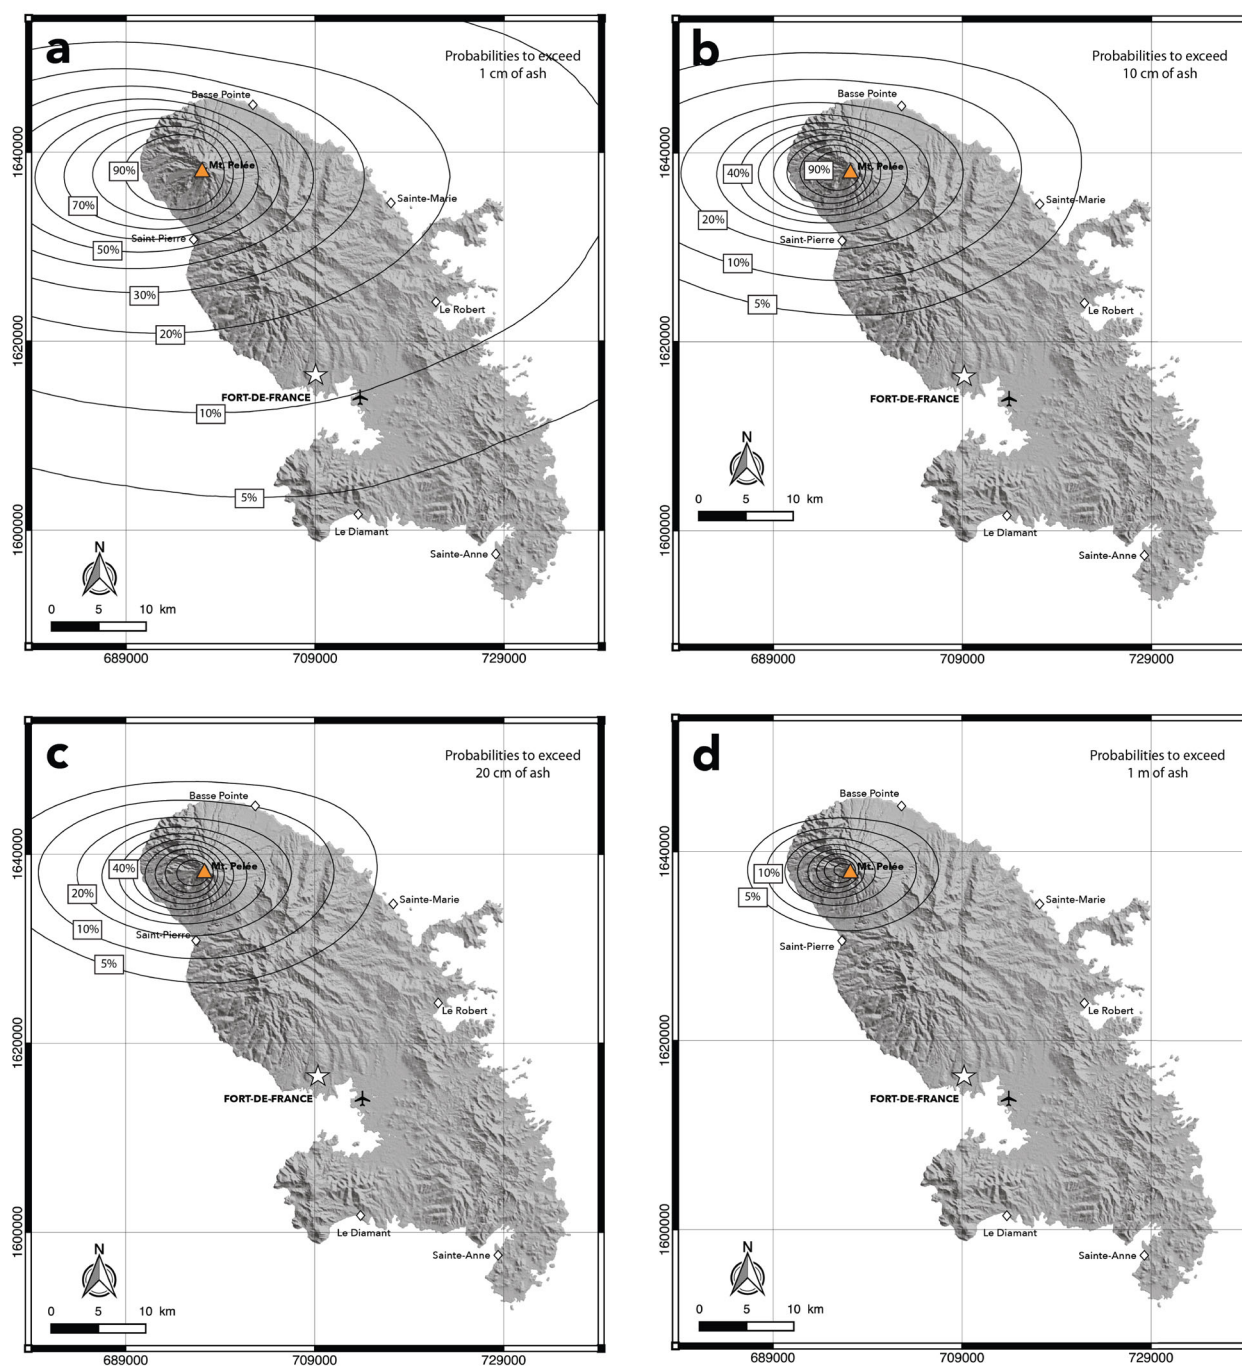 a
Probabilities to exceed
1 cm of ash
Basse Pointe
Mt. Pelée
90%
Sainte-Marie
70%
Saint-Pierre
50%
30%
Le Robert
20%
FORT-DE-FRANCE
10%
5%
Le Diamant
Sainte-Anne
N
0 5 10 km
1640000
1620000
1600000
689000 709000 729000
b
Probabilities to exceed
10 cm of ash
Basse Pointe
Mt. Pelée
90%
40%
Sainte-Marie
20%
Saint-Pierre
10%
5%
Le Robert
FORT-DE-FRANCE
N
0 5 10 km
Le Diamant
Sainte-Anne
1640000
1620000
1600000
689000 709000 729000
c
Probabilities to exceed
20 cm of ash
Basse Pointe
Mt. Pelée
40%
20%
Sainte-Marie
10%
Saint-Pierre
5%
Le Robert
FORT-DE-FRANCE
Le Diamant
Sainte-Anne
N
0 5 10 km
1640000
1620000
1600000
689000 709000 729000
d
Probabilities to exceed
1 m of ash
Basse Pointe
Mt. Pelée
10%
5%
Sainte-Marie
Saint-Pierre
Le Robert
FORT-DE-FRANCE
Le Diamant
Sainte-Anne
N
0 5 10 km
1640000
1620000
1600000
689000 709000 729000